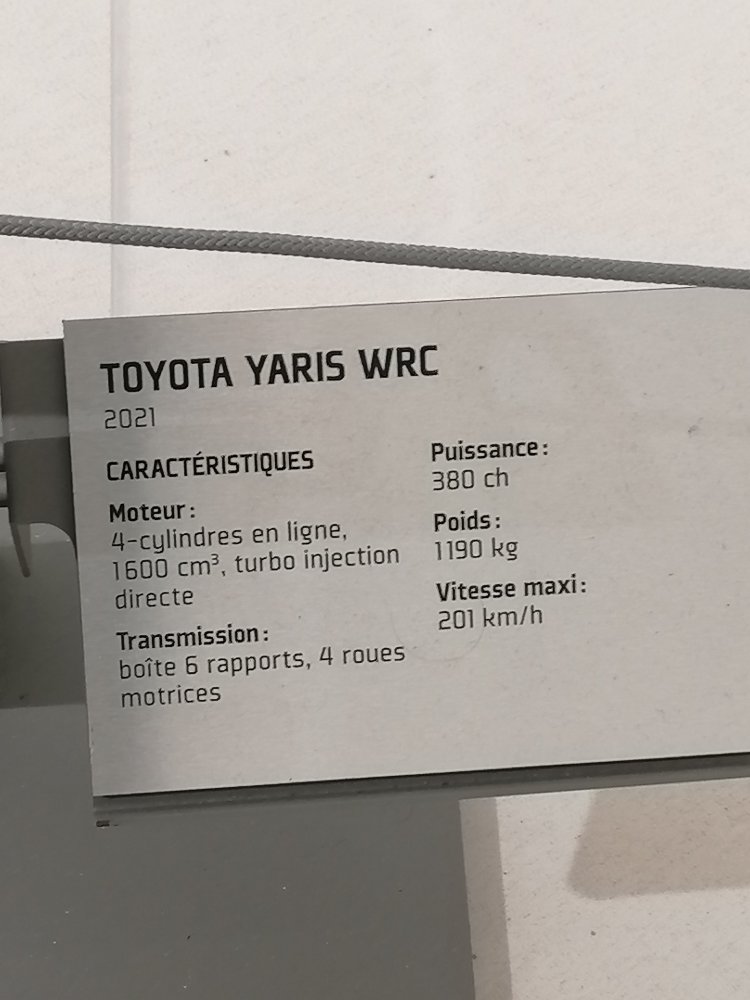 TOYOTA YARIS WRC
2021
CARACTÉRISTIQUES
Moteur :
4-cylindres en ligne,
1600 cm³, turbo injection
directe
Transmission :
boîte 6 rapports, 4 roues
motrices
Puissance :
380 ch
Poids :
1190 kg
Vitesse maxi :
201 km/h